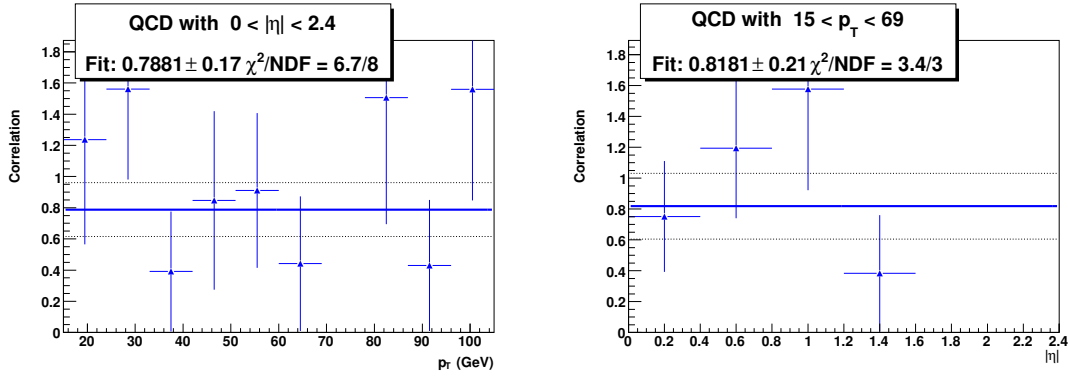 QCD with 0 < |η| < 2.4
Fit: 0.7881± 0.17 χ²/NDF = 6.7/8
Correlation
1.8
1.6
1.4
1.2
1
0.8
0.6
0.4
0.2
0
20 30 40 50 60 70 80 90 100
p_T (GeV)
QCD with 15 < p_T < 69
Fit: 0.8181± 0.21 χ²/NDF = 3.4/3
Correlation
1.8
1.6
1.4
1.2
1
0.8
0.6
0.4
0.2
0
0 0.2 0.4 0.6 0.8 1 1.2 1.4 1.6 1.8 2 2.2 2.4
|η|